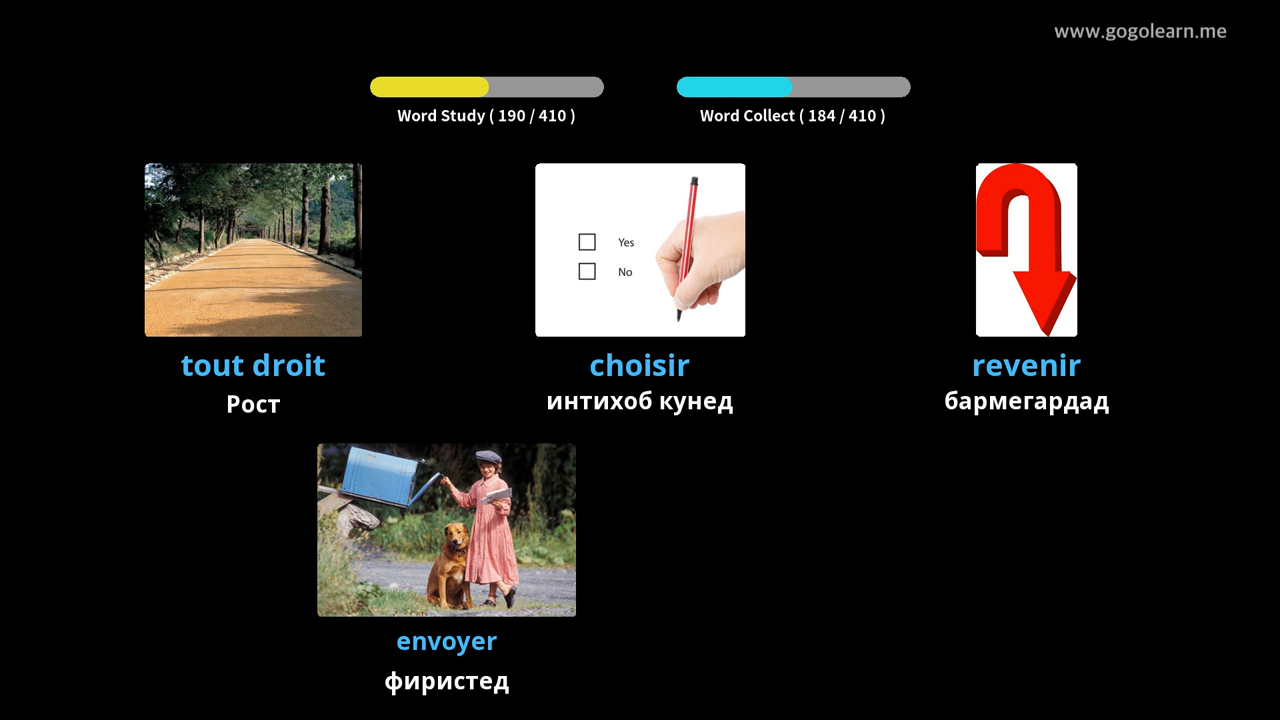 www.gogolearn.me
Word Study ( 190 / 410 )
Word Collect ( 184 / 410 )
Yes
No
tout droit
Рост
choisir
интихоб кунед
revenir
бармегардад
envoyer
фиристед